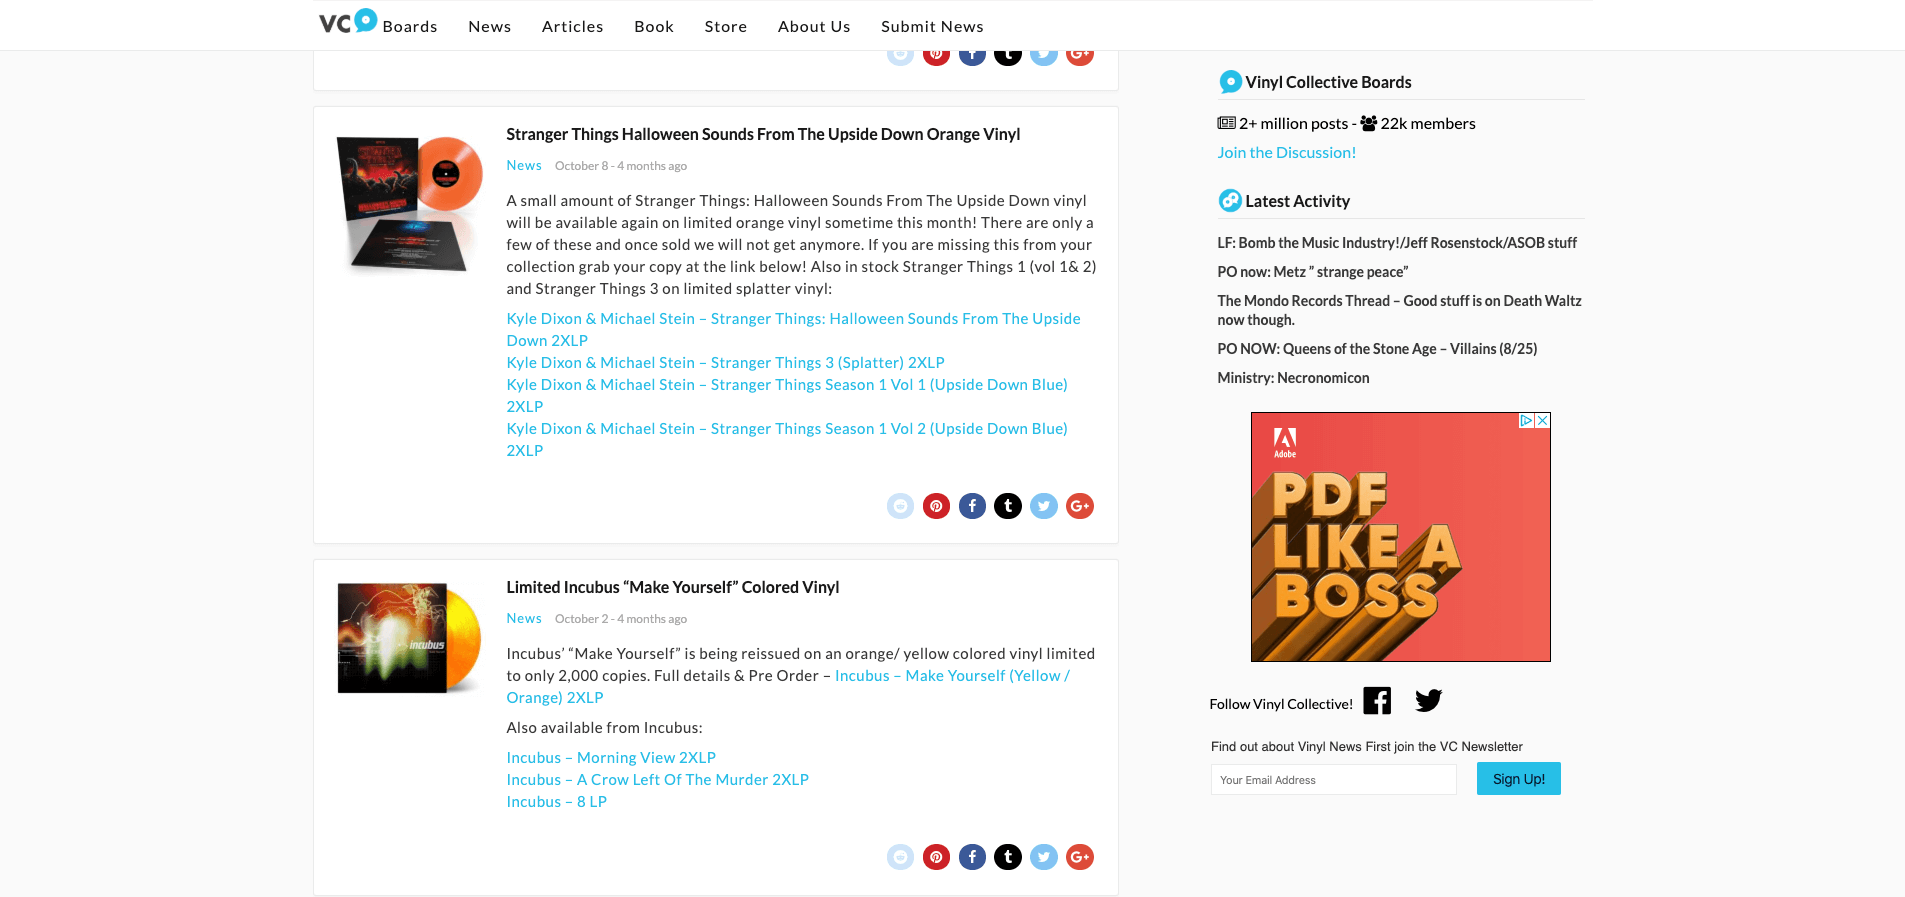 VC
Boards
News
Articles
Book
Store
About Us
Submit News
Stranger Things Halloween Sounds From The Upside Down Orange Vinyl
News October 8 - 4 months ago
A small amount of Stranger Things: Halloween Sounds From The Upside Down vinyl
will be available again on limited orange vinyl sometime this month! There are only a
few of these and once sold we will not get anymore. If you are missing this from your
collection grab your copy at the link below! Also in stock Stranger Things 1 (vol 1& 2)
and Stranger Things 3 on limited splatter vinyl:
Kyle Dixon & Michael Stein – Stranger Things: Halloween Sounds From The Upside
Down 2XLP
Kyle Dixon & Michael Stein – Stranger Things 3 (Splatter) 2XLP
Kyle Dixon & Michael Stein – Stranger Things Season 1 Vol 1 (Upside Down Blue)
2XLP
Kyle Dixon & Michael Stein – Stranger Things Season 1 Vol 2 (Upside Down Blue)
2XLP
Limited Incubus “Make Yourself” Colored Vinyl
News October 2 - 4 months ago
incubus
Incubus’ “Make Yourself” is being reissued on an orange/ yellow colored vinyl limited
to only 2,000 copies. Full details & Pre Order – Incubus – Make Yourself (Yellow /
Orange) 2XLP
Also available from Incubus:
Incubus – Morning View 2XLP
Incubus – A Crow Left Of The Murder 2XLP
Incubus – 8 LP
Vinyl Collective Boards
2+ million posts - 22k members
Join the Discussion!
Latest Activity
LF: Bomb the Music Industry!/Jeff Rosenstock/ASOB stuff
PO now: Metz ” strange peace”
The Mondo Records Thread – Good stuff is on Death Waltz
now though.
PO NOW: Queens of the Stone Age – Villains (8/25)
Ministry: Necronomicon
Adobe
PDF
LIKE A
BOSS
Follow Vinyl Collective!
Find out about Vinyl News First join the VC Newsletter
Your Email Address
Sign Up!